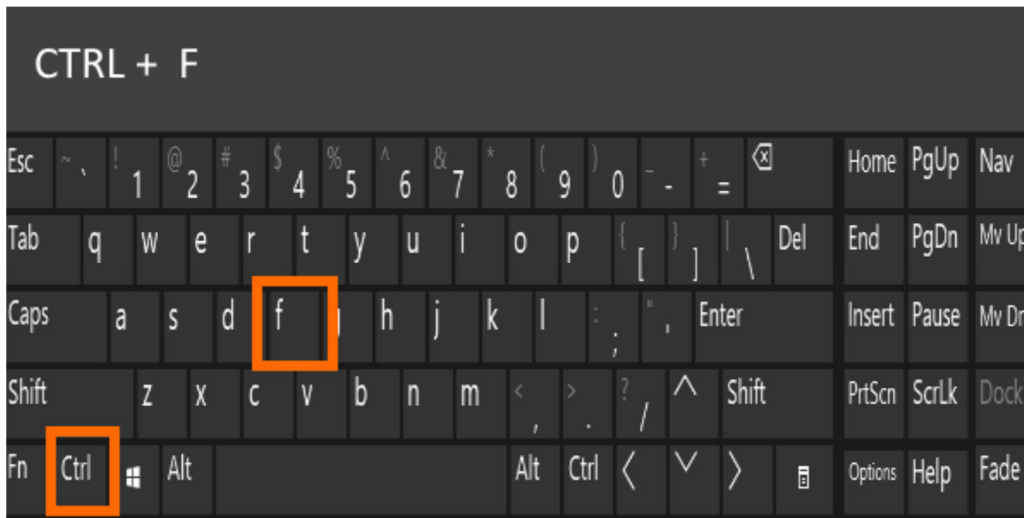 CTRL + F
Esc ~ ` ! 1 @ 2 # 3 $ 4 % 5 ^ 6 & 7 * 8 ( 9 ) 0 _ - + = Home PgUp Nav
Tab q w e r t y u i o p { [ } ] | \ Del End PgDn Mv Up
Caps a s d f h j k l : ; " ' Enter Insert Pause Mv Dn
Shift z x c v b n m < , > . ? / Shift PrtScn ScrLk Dock
Fn Ctrl Alt Alt Ctrl Options Help Fade